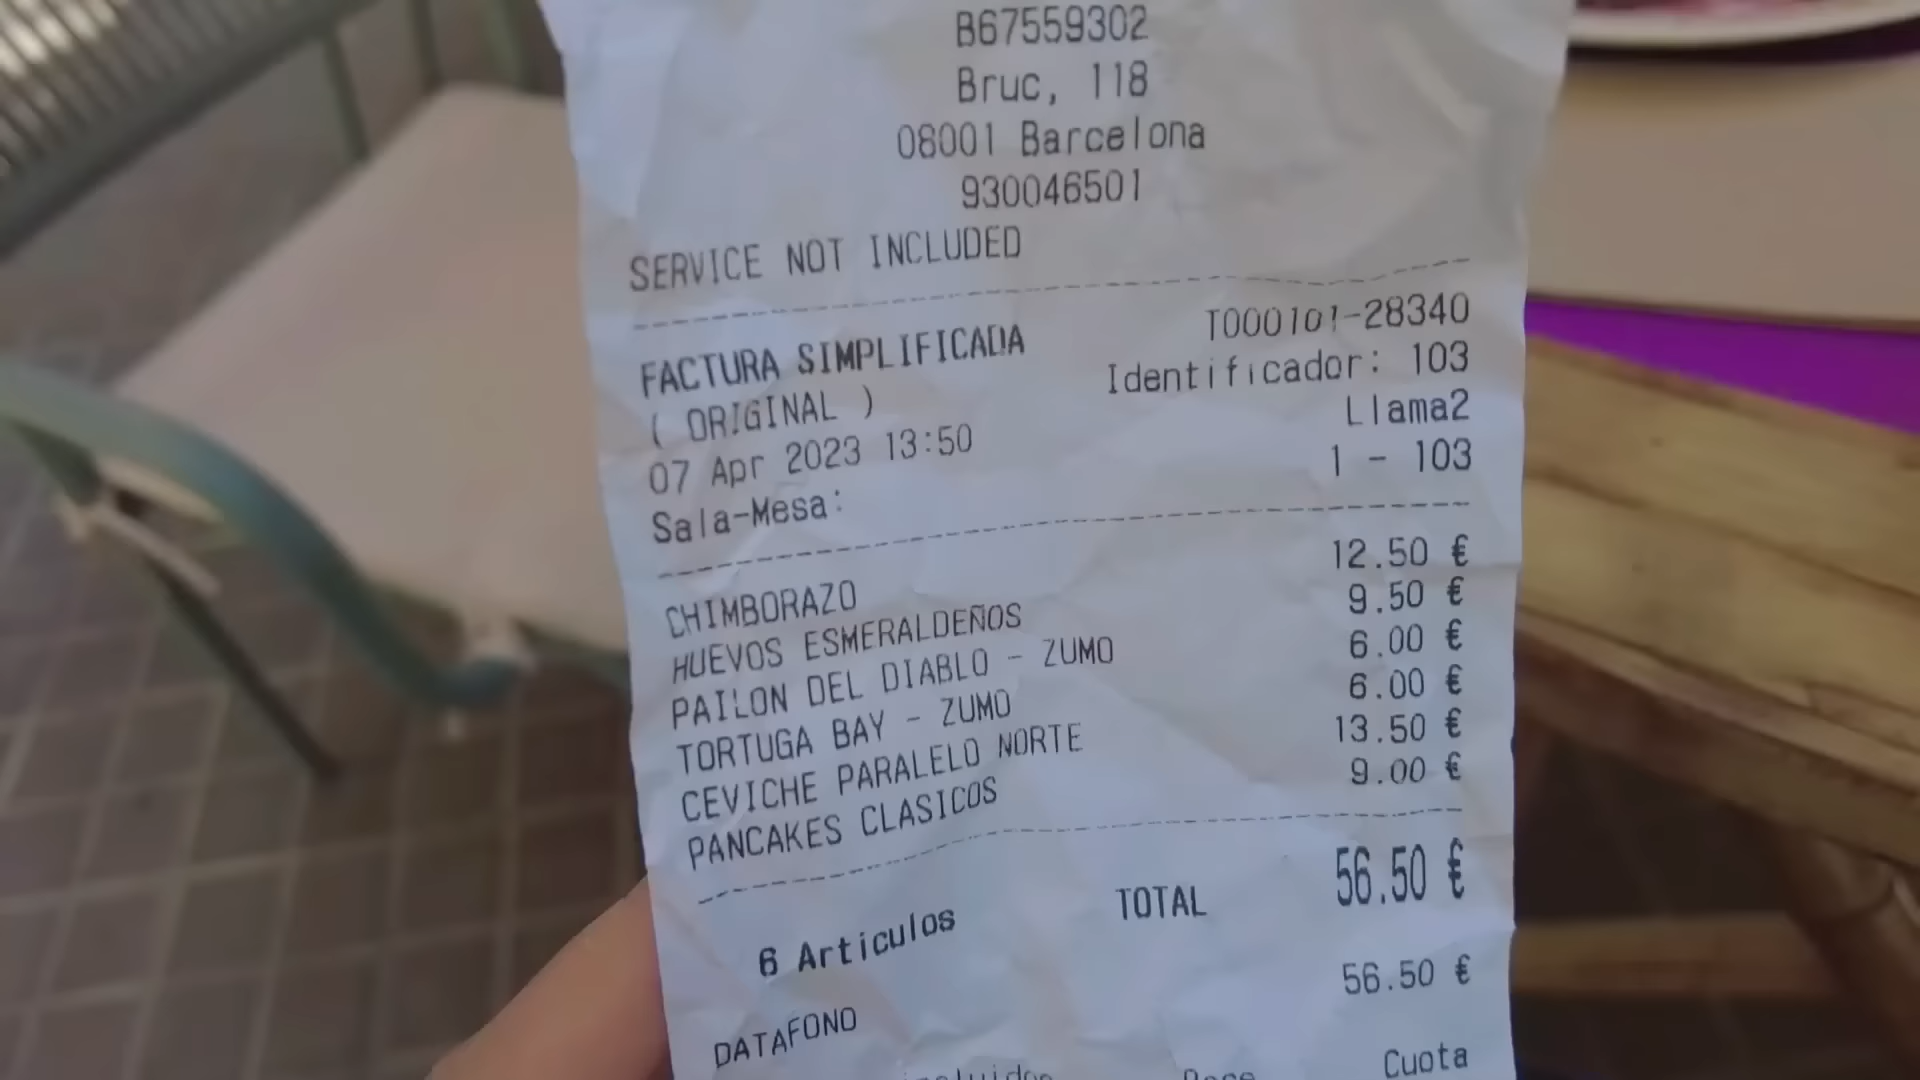 B67559302
Bruc, 118
08001 Barcelona
930046501
SERVICE NOT INCLUDED
FACTURA SIMPLIFICADA T000101-28340
( ORIGINAL ) Identificador: 103
07 Apr 2023 13:50 Llama2
Sala-Mesa: 1 - 103
CHIMBORAZO 12.50 €
HUEVOS ESMERALDEÑOS 9.50 €
PAILON DEL DIABLO - ZUMO 6.00 €
TORTUGA BAY - ZUMO 6.00 €
CEVICHE PARALELO NORTE 13.50 €
PANCAKES CLASICOS 9.00 €
6 Articulos TOTAL 56.50 €
DATAFONO 56.50 €
Cuota